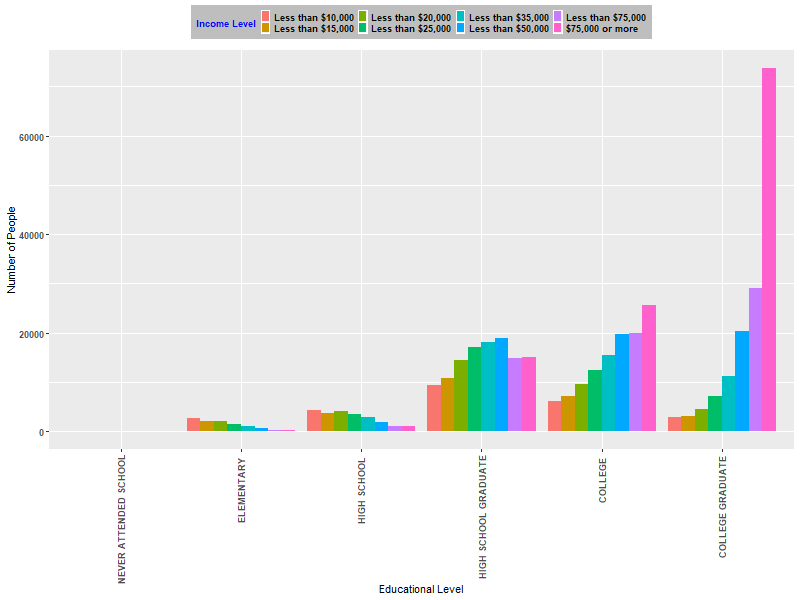 Income Level
Less than $10,000 Less than $20,000 Less than $35,000 Less than $75,000
Less than $15,000 Less than $25,000 Less than $50,000 $75,000 or more
Number of People
60000
40000
20000
0
NEVER ATTENDED SCHOOL
ELEMENTARY
HIGH SCHOOL
HIGH SCHOOL GRADUATE
COLLEGE
COLLEGE GRADUATE
Educational Level